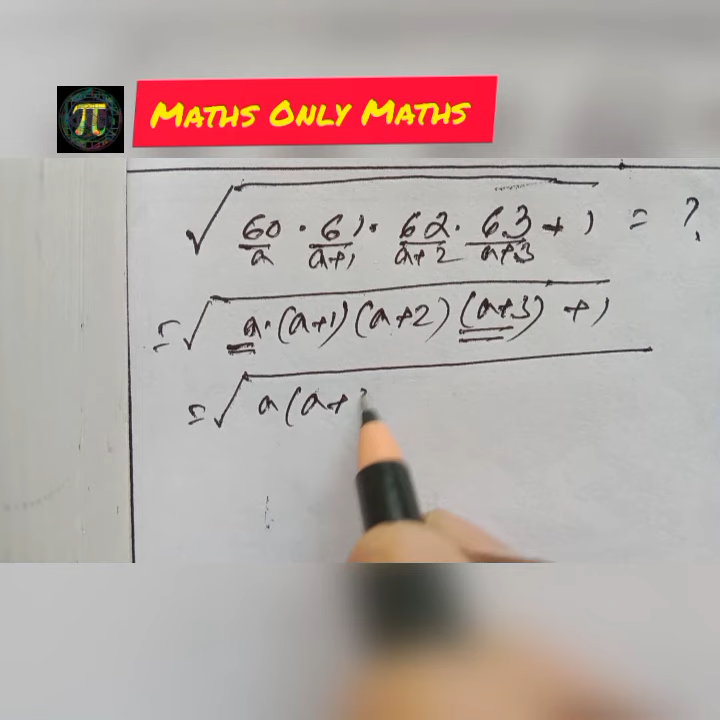 π
MATHS ONLY MATHS
√60 · 61 · 62 · 63 + 1 = ?
a a+1 a+2 a+3
= √a·(a+1)(a+2)(a+3) + 1
= √a(a+